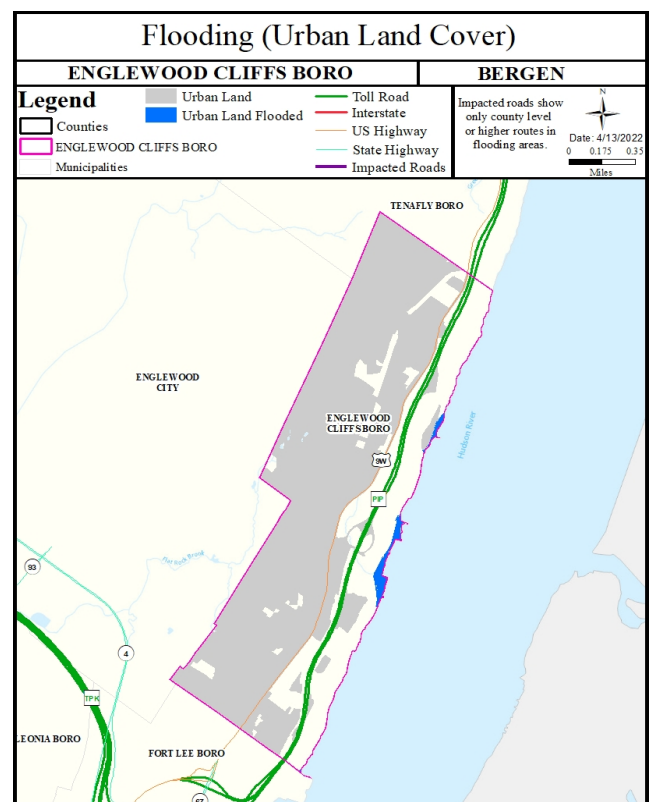 Flooding (Urban Land Cover)
ENGLEWOOD CLIFFS BORO
BERGEN
Legend
Counties
ENGLEWOOD CLIFFS BORO
Municipalities
Urban Land
Urban Land Flooded
Toll Road
Interstate
US Highway
State Highway
Impacted Roads
Impacted roads show
only county level
or higher routes in
flooding areas.
N
Date: 4/13/2022
0 0.175 0.35
Miles
TENAFLY BORO
ENGLEWOOD
CITY
ENGLEWOOD
CLIFFS BORO
Hudson River
9W
PIP
93
4
TPK
LEONIA BORO
FORT LEE BORO
67